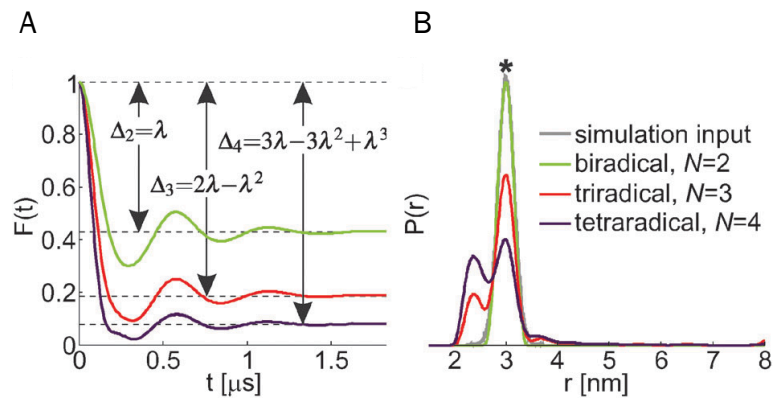 A
B
1
0.8
0.6
0.4
0.2
0
F(t)
Δ₂=λ
Δ₃=2λ−λ²
Δ₄=3λ−3λ²+λ³
0 0.5 1 1.5
t [μs]
*
P(r)
simulation input
biradical, N=2
triradical, N=3
tetraradical, N=4
2 3 4 5 6 7 8
r [nm]